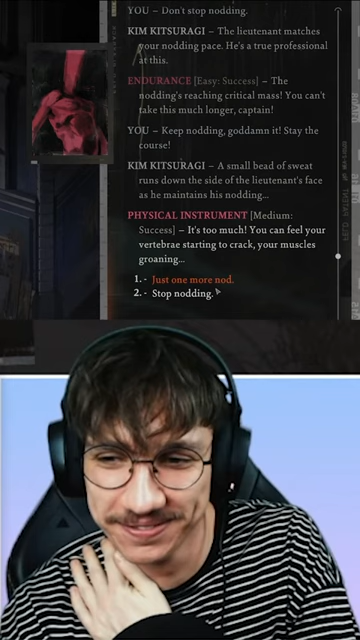 YOU – Don't stop nodding.
KIM KITSURAGI – The lieutenant matches
your nodding pace. He's a true professional
at this.
ENDURANCE [Easy: Success] – The
nodding's reaching critical mass! You can't
take this much longer, captain!
YOU – Keep nodding, goddamn it! Stay the
course!
KIM KITSURAGI – A small bead of sweat
runs down the side of the lieutenant's face
as he maintains his nodding...
PHYSICAL INSTRUMENT [Medium:
Success] – It's too much! You can feel your
vertebrae starting to crack, your muscles
groaning...
1. - Just one more nod.
2. - Stop nodding.